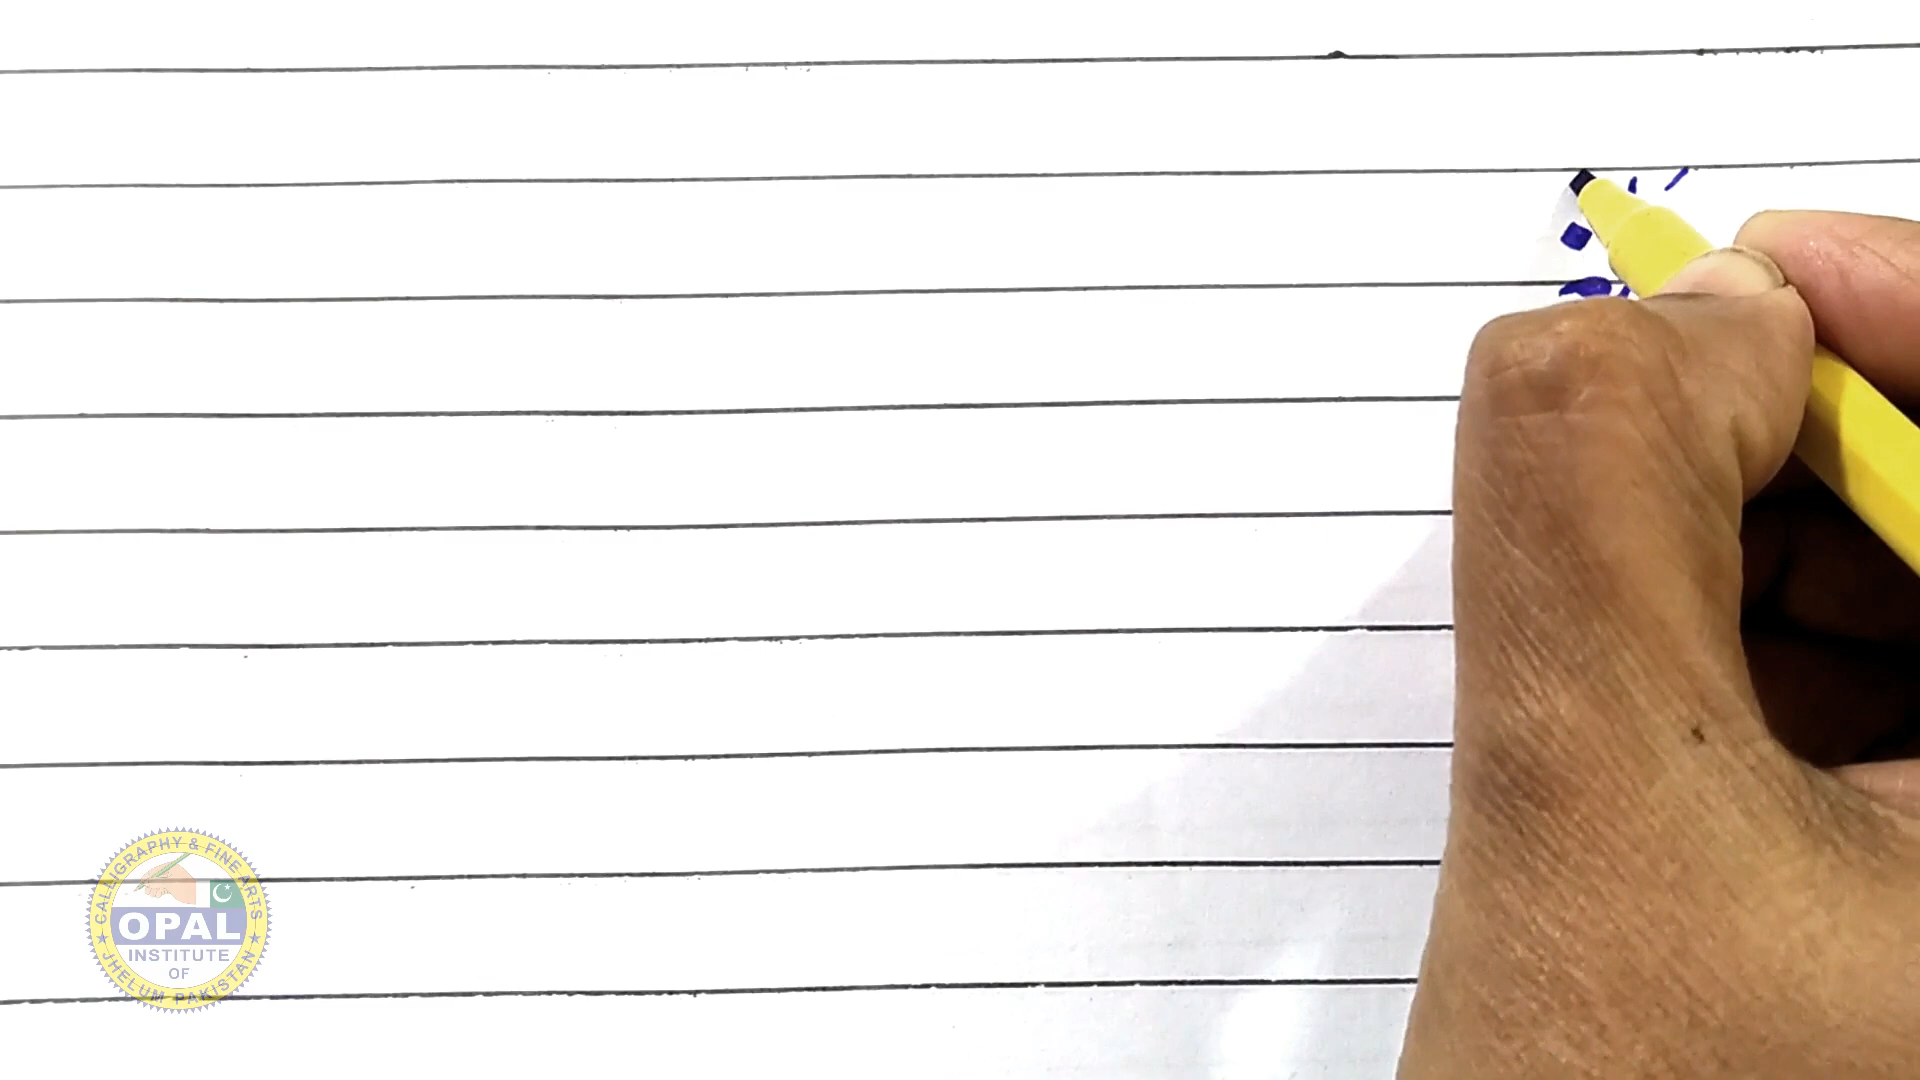 CALLIGRAPHY & FINE ARTS
OPAL
INSTITUTE
OF
JHELUM PAKISTAN